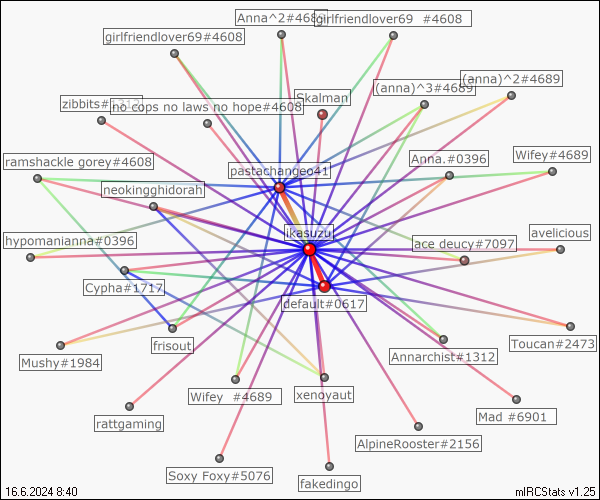 Anna^2#4689
girlfriendlover69 #4608
girlfriendlover69#4608
(anna)^2#4689
(anna)^3#4689
Skalman
zibbits#1312
no cops no laws no hope#4608
ramshackle gorey#4608
pastachangeo41
Anna.#0396
Wifey#4689
neokingghidorah
ikasuzu
avelicious
hypomanianna#0396
ace deucy#7097
Cypha#1717
default#0617
frisout
Toucan#2473
Mushy#1984
Annarchist#1312
Wifey #4689
xenoyaut
Mad #6901
rattgaming
AlpineRooster#2156
Soxy Foxy#5076
fakedingo
16.6.2024 8:40
mIRCStats v1.25